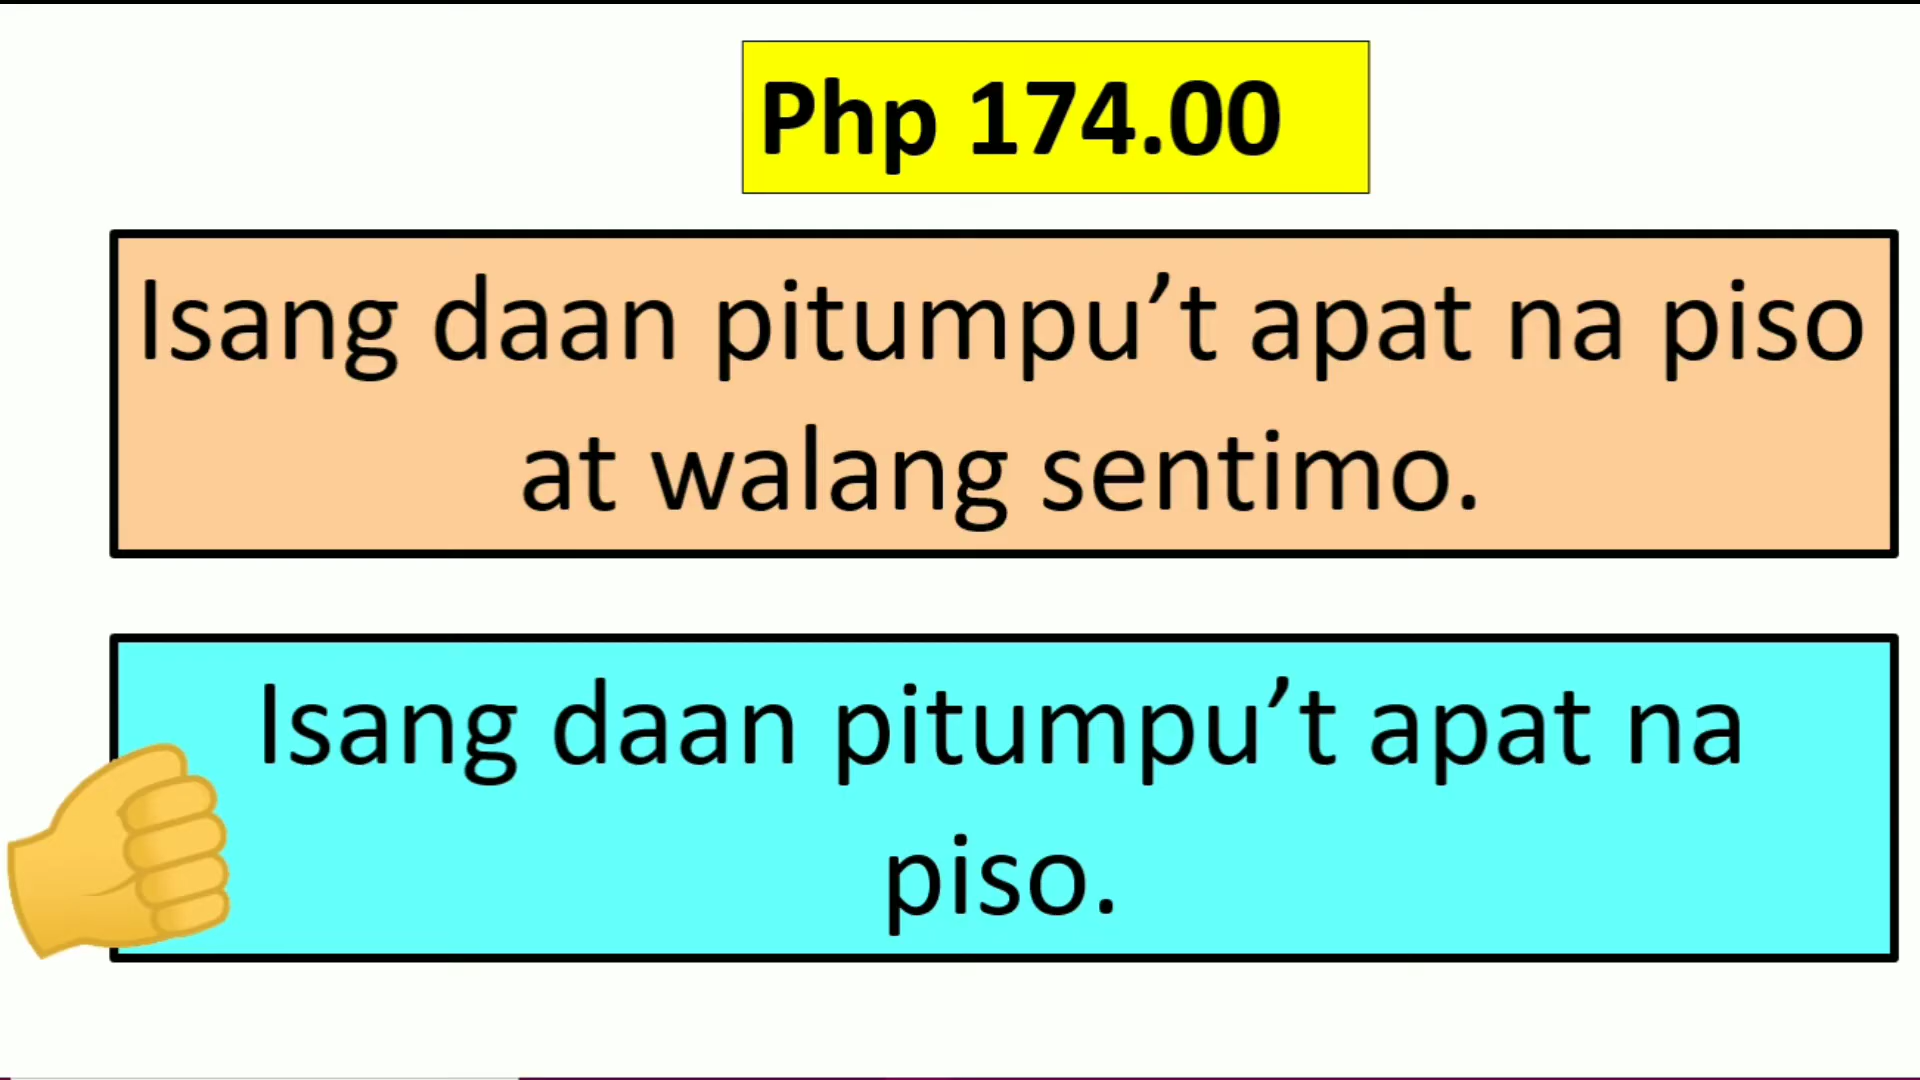 Php 174.00
Isang daan pitumpu’t apat na piso
at walang sentimo.
Isang daan pitumpu’t apat na
piso.